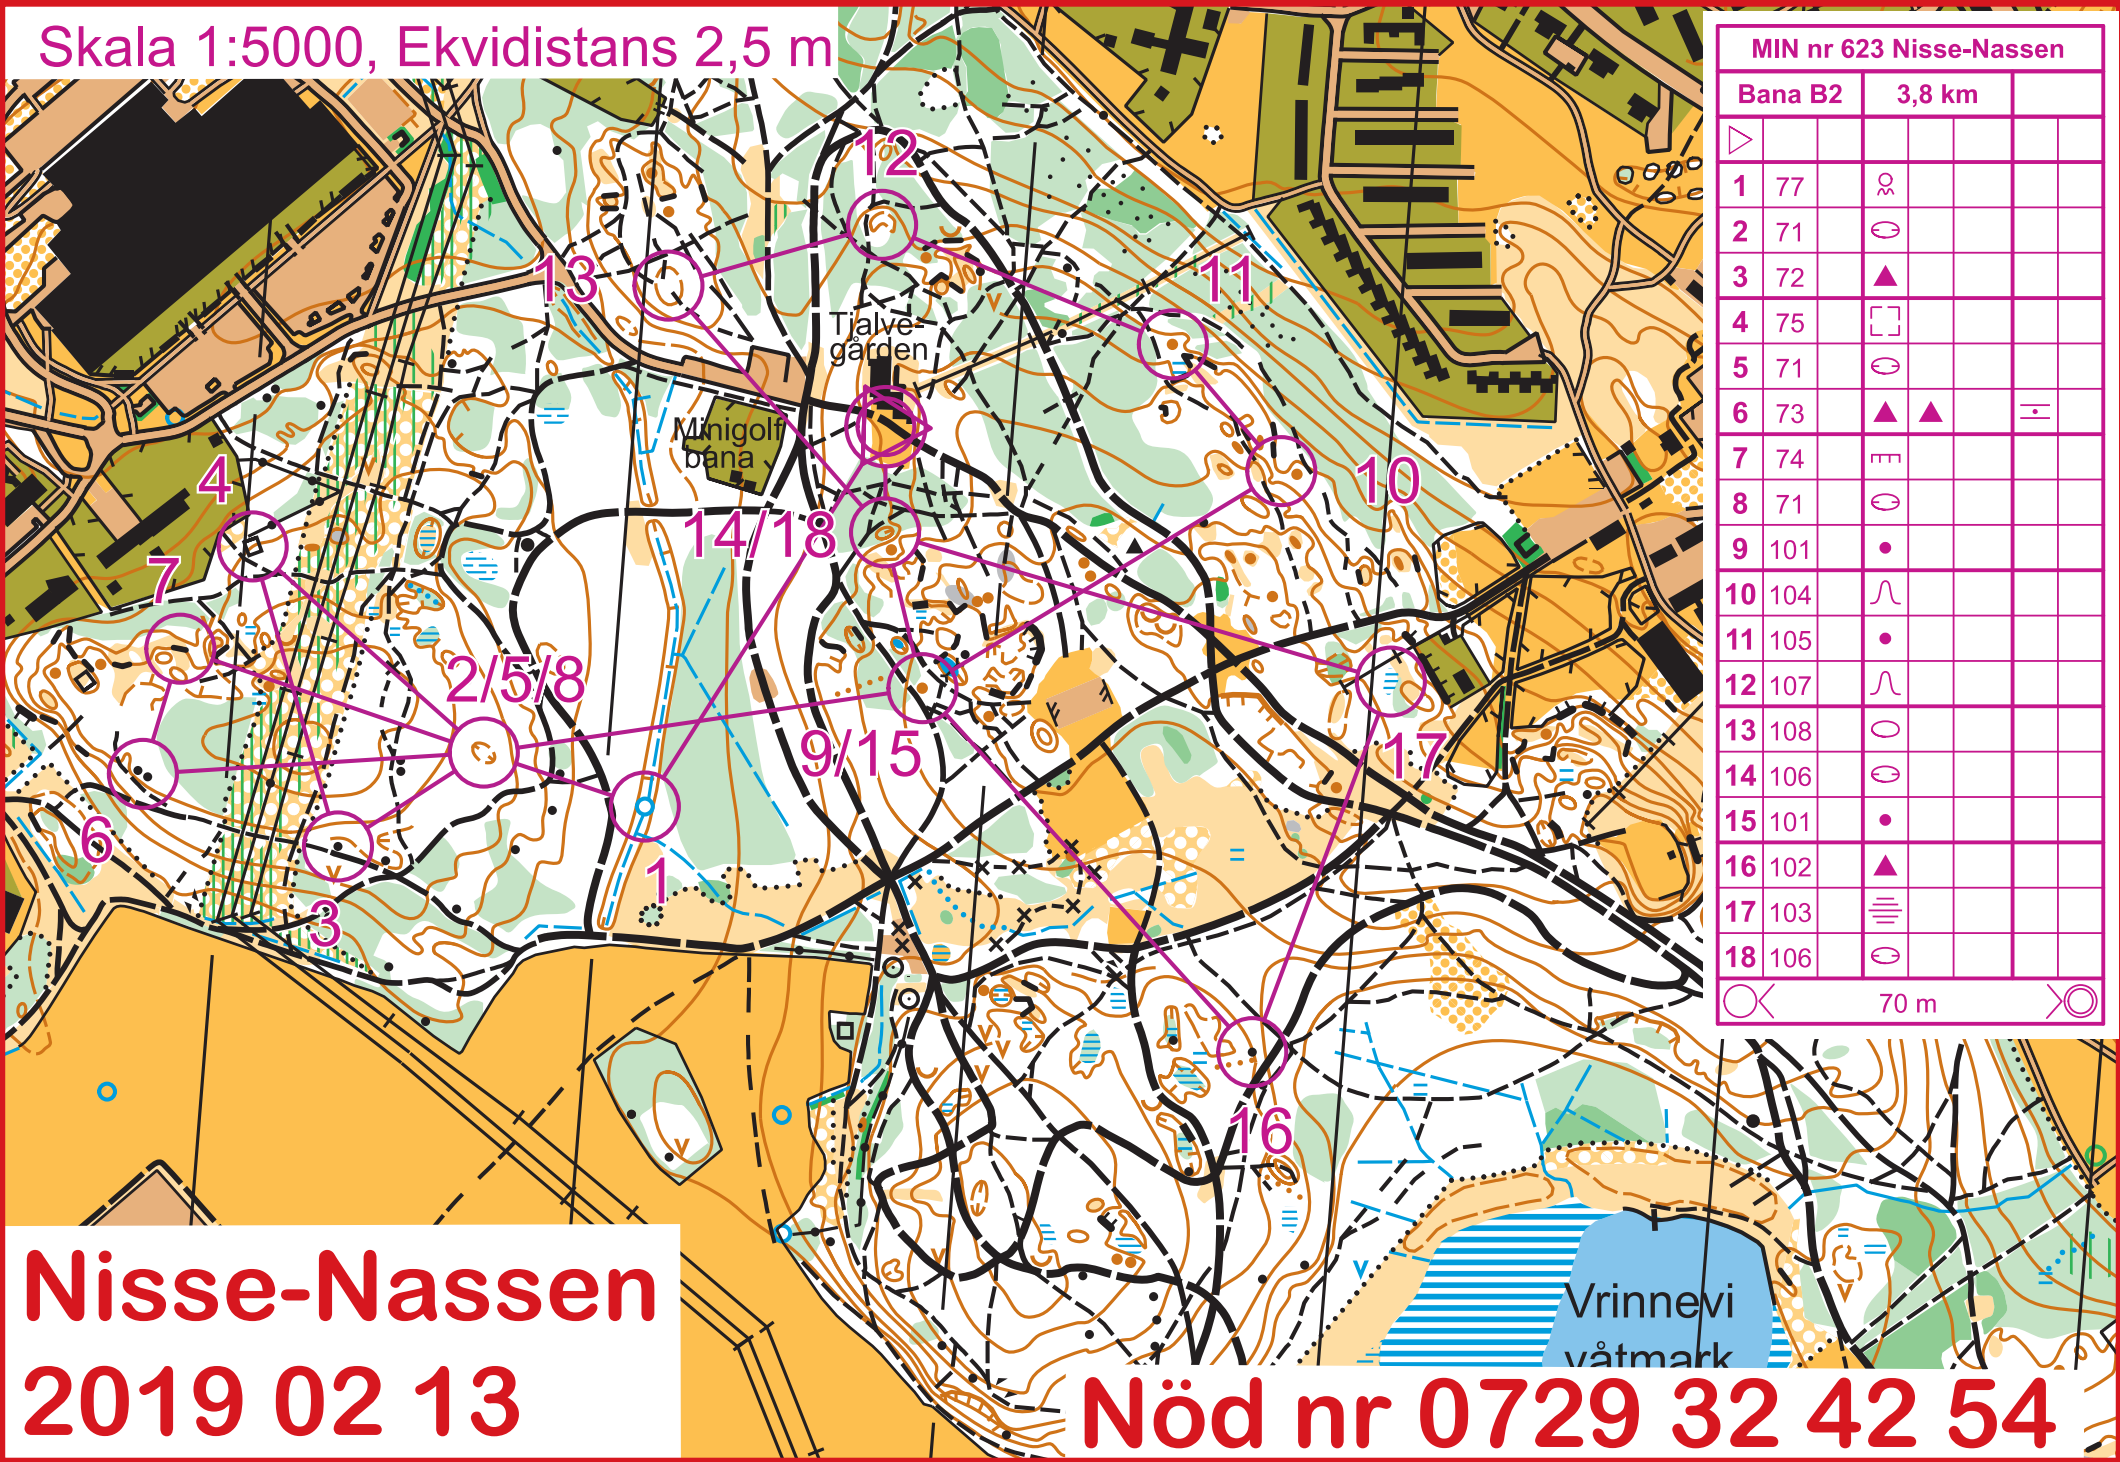 Skala 1:5000, Ekvidistans 2,5 m
MIN nr 623 Nisse-Nassen
Bana B2 3,8 km
1 77
2 71
3 72
4 75
5 71
6 73
7 74
8 71
9 101
10 104
11 105
12 107
13 108
14 106
15 101
16 102
17 103
18 106
70 m
12
13
11
Tjalve-
gården
Minigolf
bana
4
10
14/18
7
2/5/8
9/15
17
6
1
3
16
Vrinnevi
våtmark
Nisse-Nassen
2019 02 13
Nöd nr 0729 32 42 54